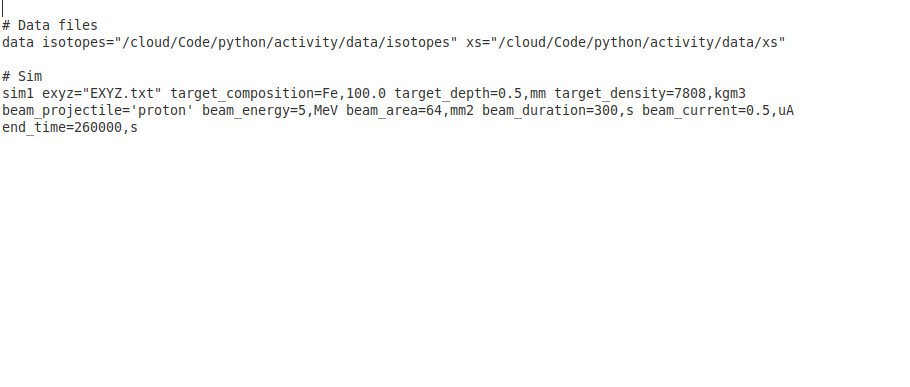 # Data files
data isotopes="/cloud/Code/python/activity/data/isotopes" xs="/cloud/Code/python/activity/data/xs"
# Sim
sim1 exyz="EXYZ.txt" target_composition=Fe,100.0 target_depth=0.5,mm target_density=7808,kgm3
beam_projectile='proton' beam_energy=5,MeV beam_area=64,mm2 beam_duration=300,s beam_current=0.5,uA
end_time=260000,s